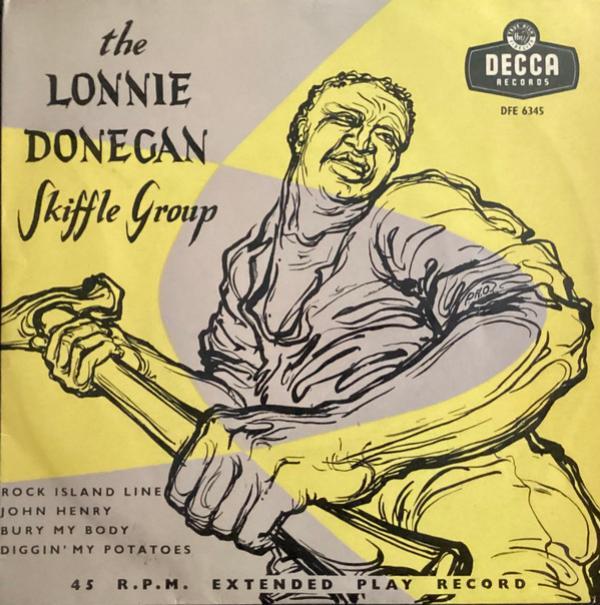 the
LONNIE
DONEGAN
Skiffle Group
DECCA
RECORDS
DFE 6345
ROCK ISLAND LINE
JOHN HENRY
BURY MY BODY
DIGGIN' MY POTATOES
45 R.P.M. EXTENDED PLAY RECORD